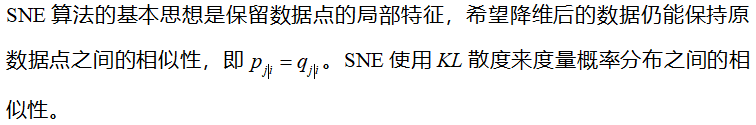 SNE 算法的基本思想是保留数据点的局部特征，希望降维后的数据仍能保持原
数据点之间的相似性，即 p_{j|i} = q_{j|i}。SNE 使用 KL 散度来度量概率分布之间的相
似性。